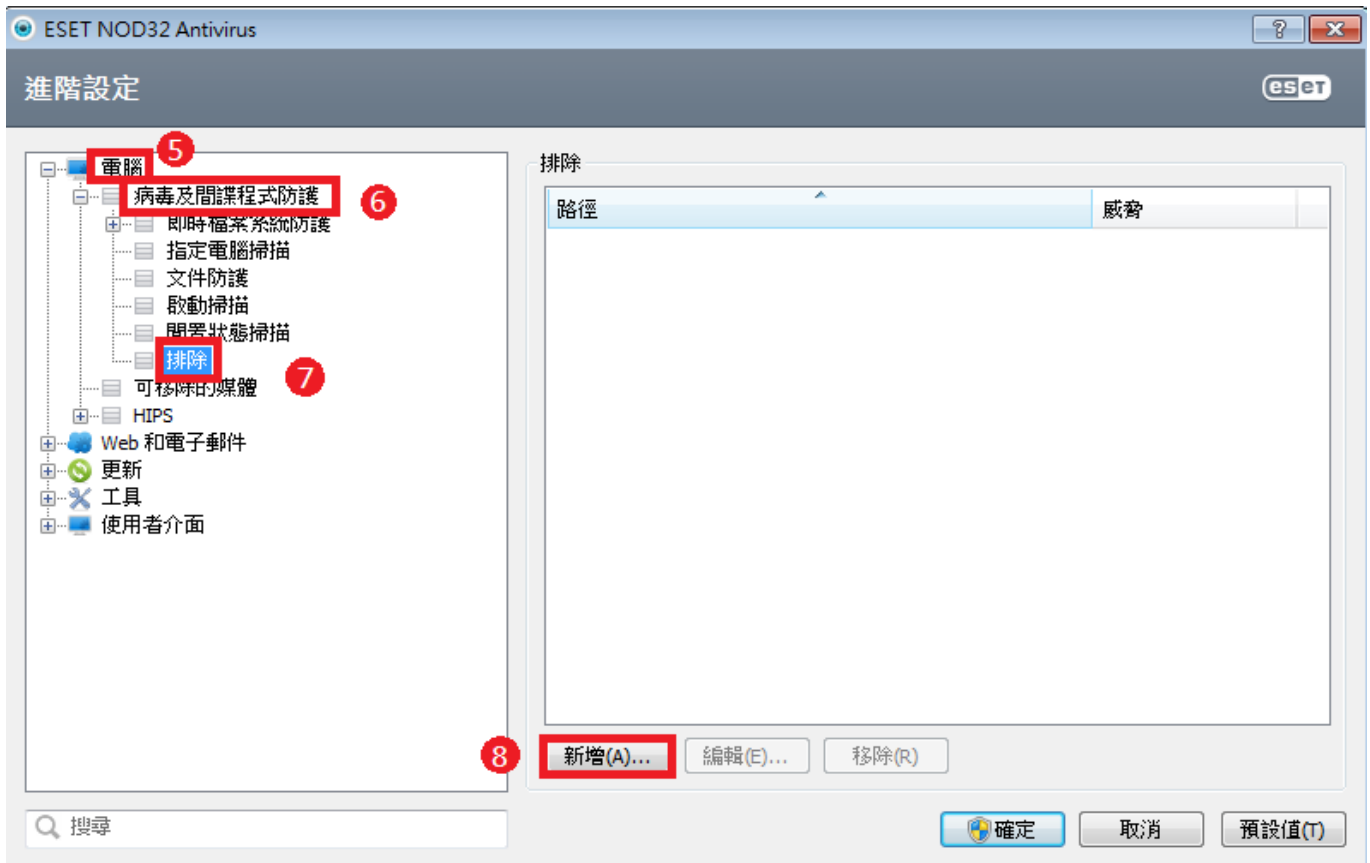 ESET NOD32 Antivirus
進階設定
eseT
電腦
5
病毒及間諜程式防護
6
即時檔案系統防護
指定電腦掃描
文件防護
啟動掃描
閒置狀態掃描
排除
7
可移除的媒體
HIPS
Web 和電子郵件
更新
工具
使用者介面
搜尋
排除
路徑 威脅
8
新增(A)... 編輯(E)... 移除(R)
確定 取消 預設值(T)